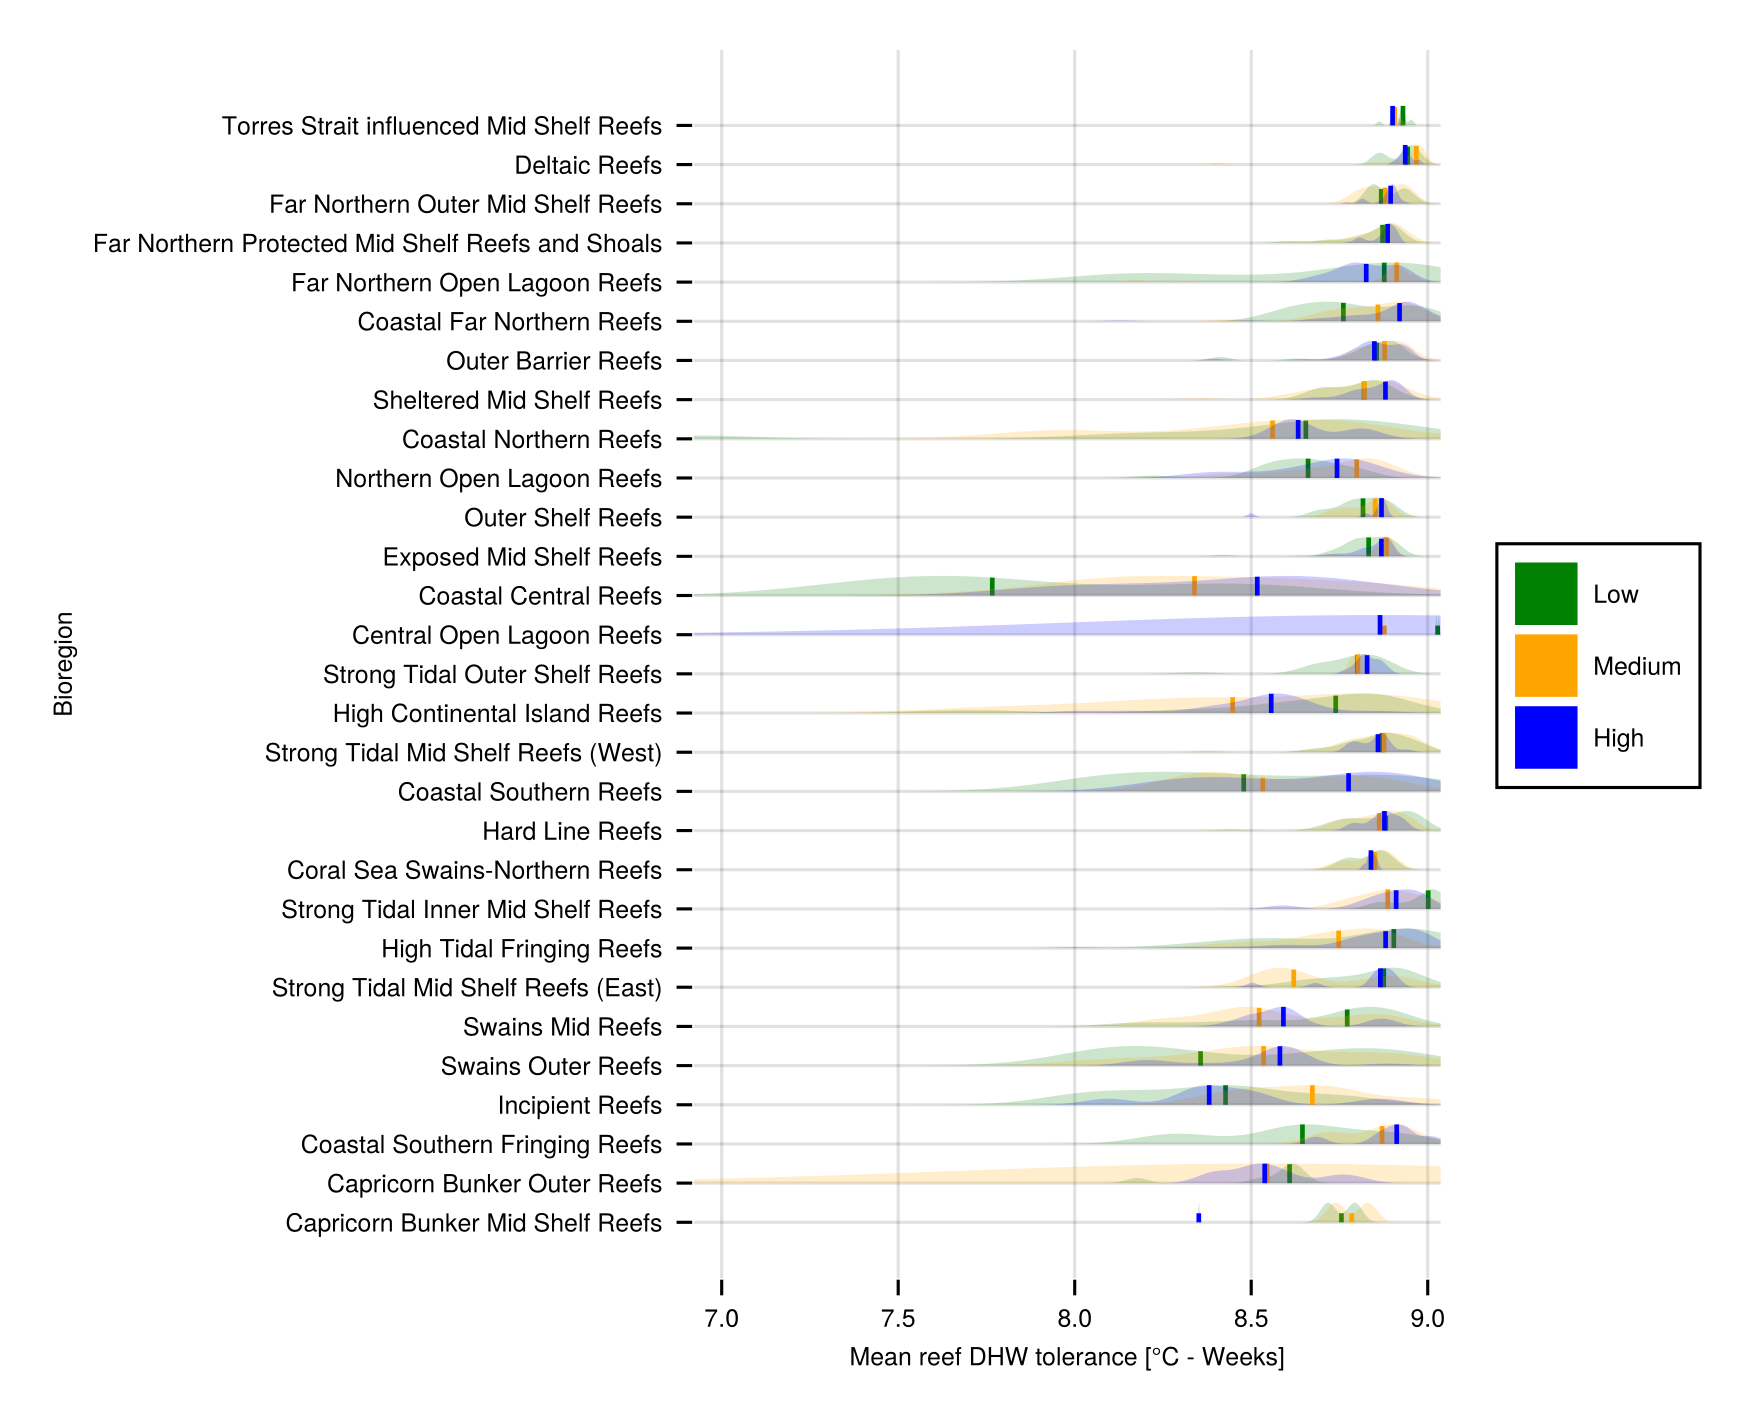 Torres Strait influenced Mid Shelf Reefs
Deltaic Reefs
Far Northern Outer Mid Shelf Reefs
Far Northern Protected Mid Shelf Reefs and Shoals
Far Northern Open Lagoon Reefs
Coastal Far Northern Reefs
Outer Barrier Reefs
Sheltered Mid Shelf Reefs
Coastal Northern Reefs
Northern Open Lagoon Reefs
Outer Shelf Reefs
Exposed Mid Shelf Reefs
Coastal Central Reefs
Central Open Lagoon Reefs
Strong Tidal Outer Shelf Reefs
High Continental Island Reefs
Strong Tidal Mid Shelf Reefs (West)
Coastal Southern Reefs
Hard Line Reefs
Coral Sea Swains-Northern Reefs
Strong Tidal Inner Mid Shelf Reefs
High Tidal Fringing Reefs
Strong Tidal Mid Shelf Reefs (East)
Swains Mid Reefs
Swains Outer Reefs
Incipient Reefs
Coastal Southern Fringing Reefs
Capricorn Bunker Outer Reefs
Capricorn Bunker Mid Shelf Reefs
Bioregion
7.0 7.5 8.0 8.5 9.0
Mean reef DHW tolerance [°C - Weeks]
Low
Medium
High